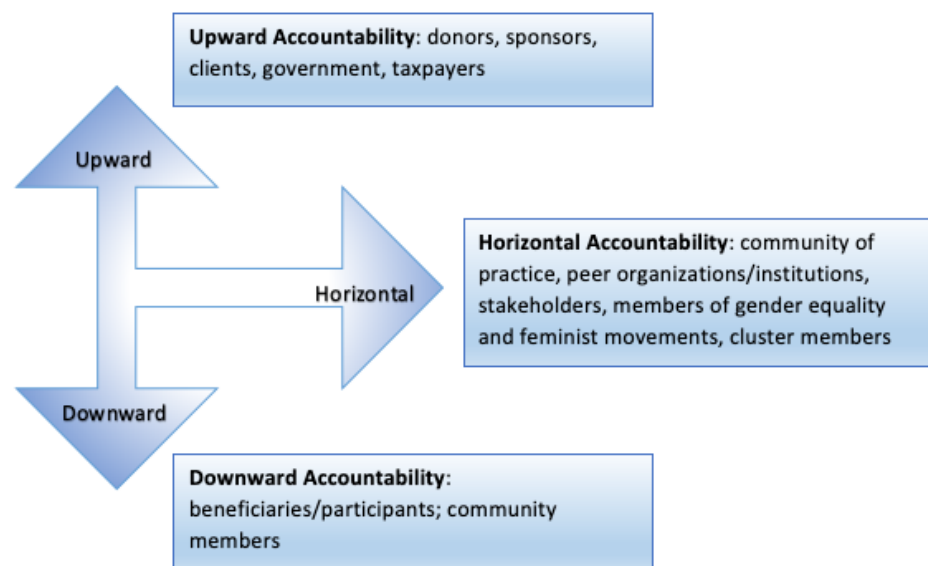 Upward Accountability: donors, sponsors,
clients, government, taxpayers
Upward
Horizontal Accountability: community of
practice, peer organizations/institutions,
stakeholders, members of gender equality
and feminist movements, cluster members
Horizontal
Downward
Downward Accountability:
beneficiaries/participants; community
members